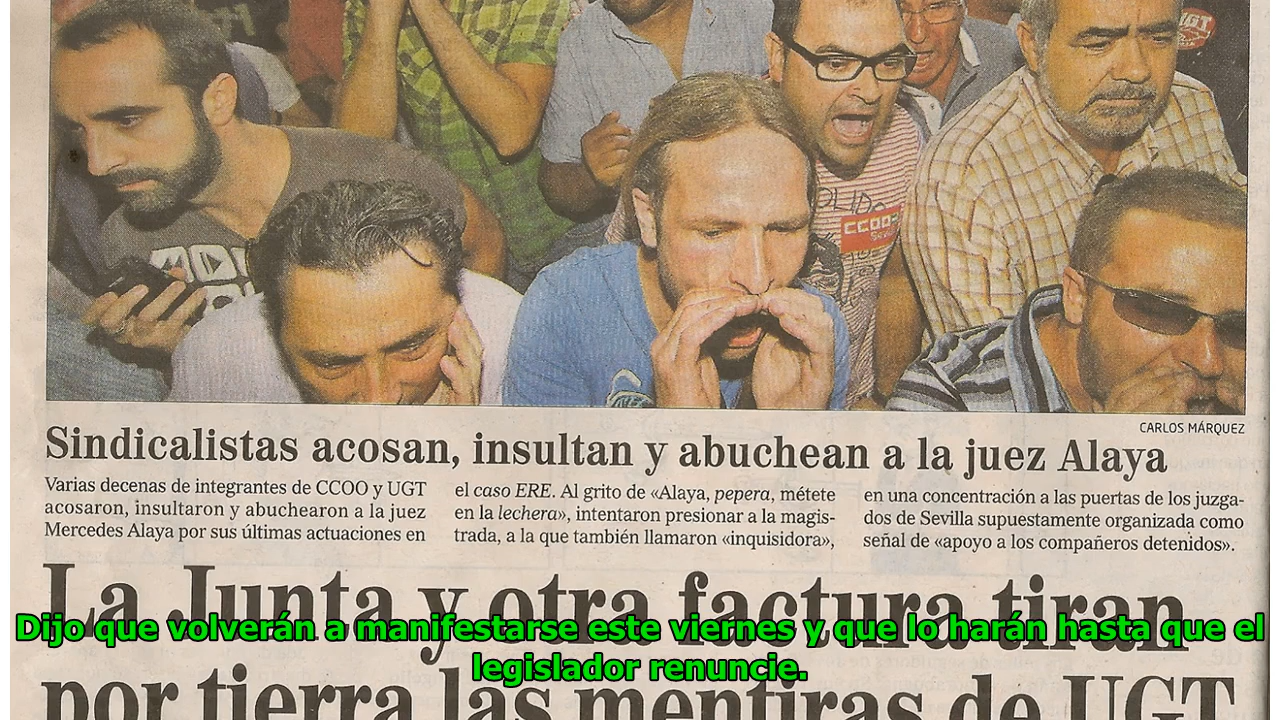 UGT
OLIDA
CCOO
Sevilla
CARLOS MÁRQUEZ
Sindicalistas acosan, insultan y abuchean a la juez Alaya
Varias decenas de integrantes de CCOO y UGT
acosaron, insultaron y abuchearon a la juez
Mercedes Alaya por sus últimas actuaciones en
el caso ERE. Al grito de «Alaya, pepera, métete
en la lechera», intentaron presionar a la magis-
trada, a la que también llamaron «inquisidora»,
en una concentración a las puertas de los juzga-
dos de Sevilla supuestamente organizada como
señal de «apoyo a los compañeros detenidos».
La Junta y otra factura tiran
por tierra las mentiras de UGT
Dijo que volverán a manifestarse este viernes y que lo harán hasta que el
legislador renuncie.